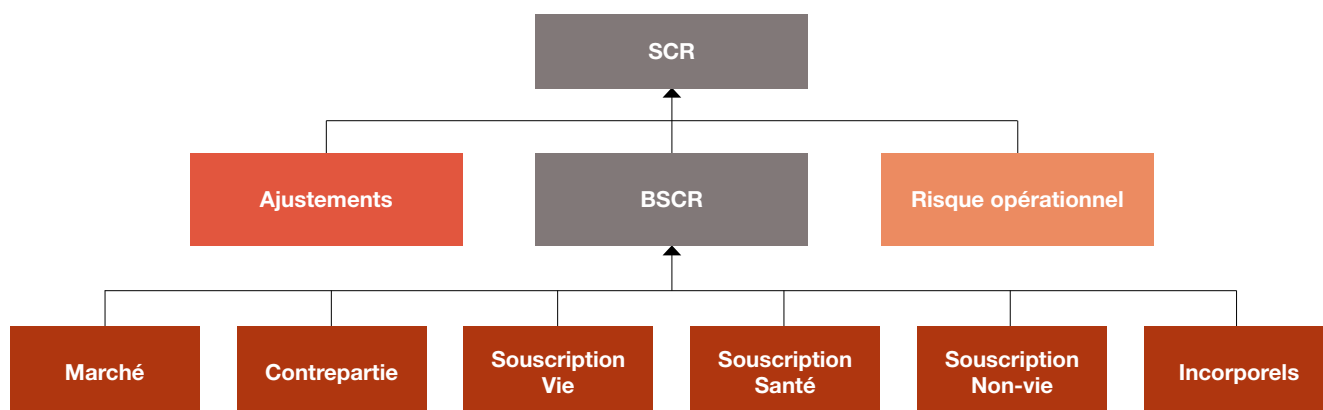 SCR
Ajustements
BSCR
Risque opérationnel
Marché
Contrepartie
Souscription
Vie
Souscription
Santé
Souscription
Non-vie
Incorporels